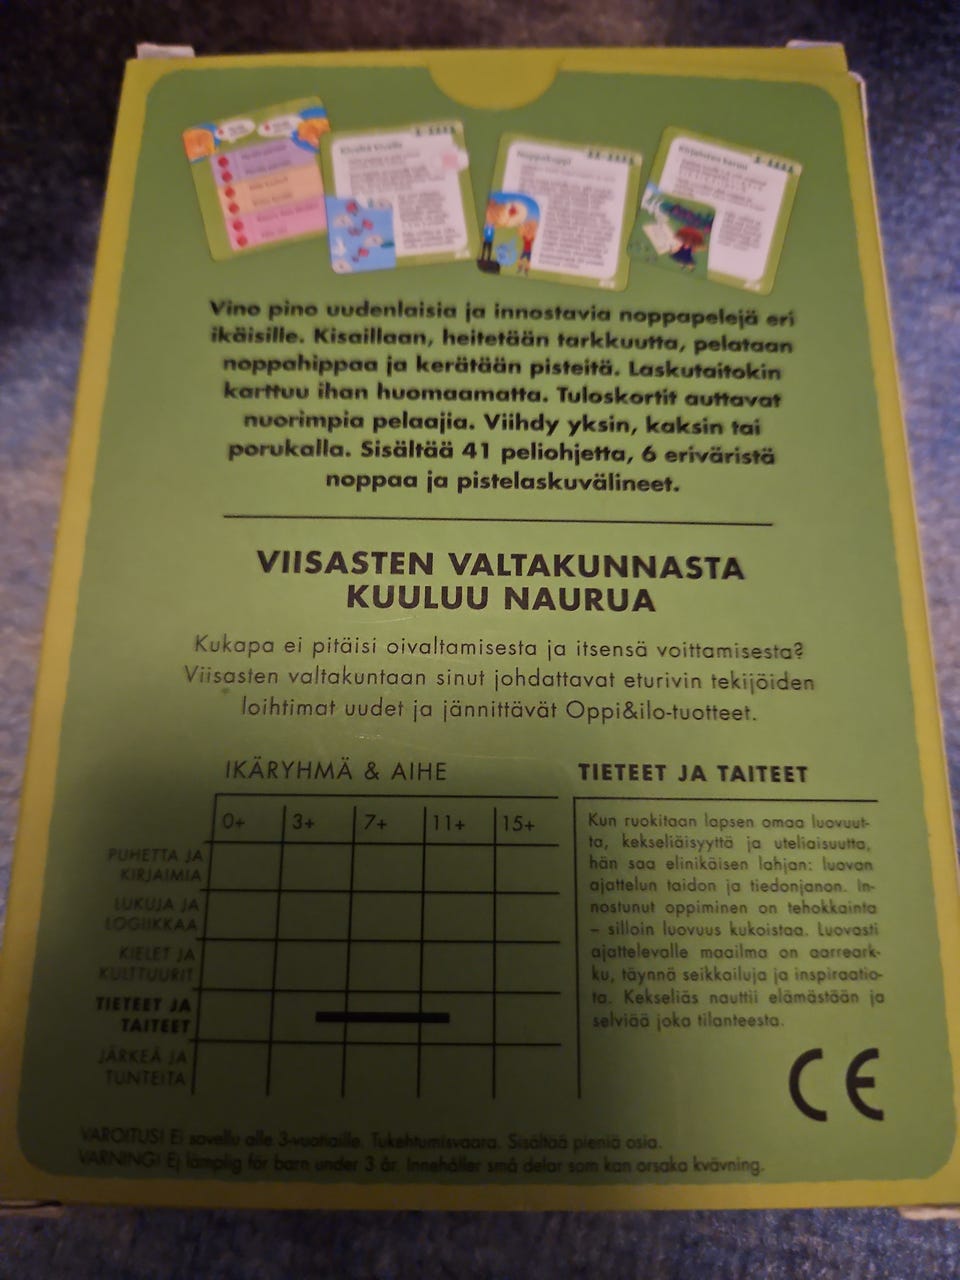 Kivalta kivalle
Noppakuppi
Kirjaimen kerran
Vino pino uudenlaisia ja innostavia noppapelejä eri
ikäisille. Kisaillaan, heitetään tarkkuutta, pelataan
noppahippaa ja kerätään pisteitä. Laskutaitokin
karttuu ihan huomaamatta. Tuloskortit auttavat
nuorimpia pelaajia. Viihdy yksin, kaksin tai
porukalla. Sisältää 41 peliohjetta, 6 eriväristä
noppaa ja pistelaskuvälineet.
VIISASTEN VALTAKUNNASTA
KUULUU NAURUA
Kukapa ei pitäisi oivaltamisesta ja itsensä voittamisesta?
Viisasten valtakuntaan sinut johdattavat eturivin tekijöiden
loihtimat uudet ja jännittävät Oppi&ilo-tuotteet.
IKÄRYHMÄ & AIHE
0+ 3+ 7+ 11+ 15+
PUHETTA JA
KIRJAIMIA
LUKUJA JA
LOGIIKKAA
KIELET JA
KULTTUURIT
TIETEET JA
TAITEET
JÄRKEÄ JA
TUNTEITA
TIETEET JA TAITEET
Kun ruokitaan lapsen omaa luovuut-
ta, kekseliäisyyttä ja uteliaisuutta,
hän saa elinikäisen lahjan: luovan
ajattelun taidon ja tiedonjanon. In-
nostunut oppiminen on tehokkainta
– silloin luovuus kukoistaa. Luovasti
ajattelevalle maailma on aarreark-
ku, täynnä seikkailuja ja inspiraatio-
ta. Kekseliäs nauttii elämästään ja
selviää joka tilanteesta.
CE
VAROITUS! Ei sovellu alle 3-vuotiaille. Tukehtumisvaara. Sisältää pieniä osia.
VARNING! Ej lämplig för barn under 3 år. Innehåller små delar som kan orsaka kvävning.